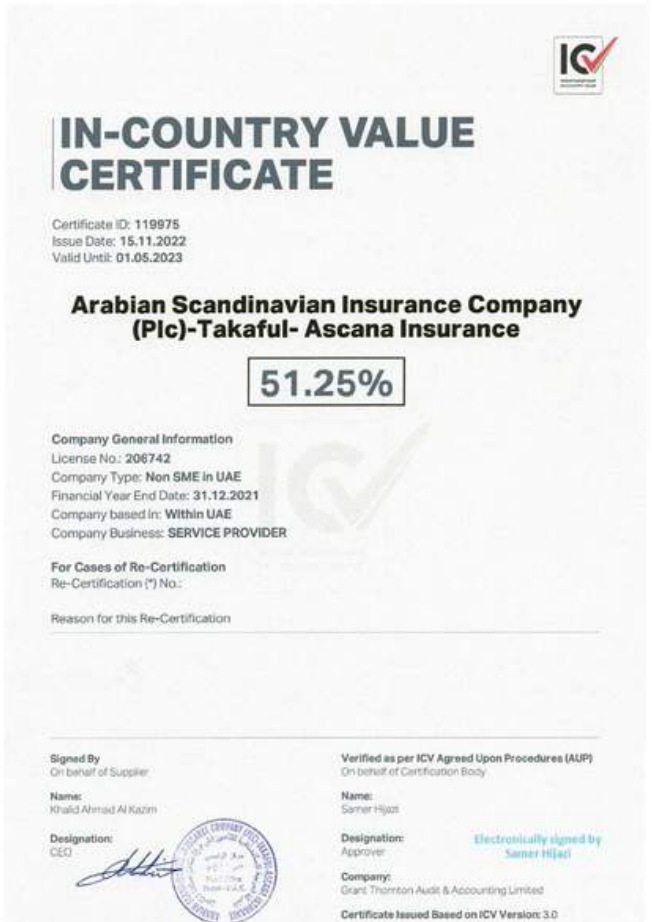 IN-COUNTRY VALUE
CERTIFICATE
Certificate ID: 119975
Issue Date: 15.11.2022
Valid Until: 01.05.2023
Arabian Scandinavian Insurance Company
(Plc)-Takaful- Ascana Insurance
51.25%
Company General Information
License No.: 206742
Company Type: Non SME in UAE
Financial Year End Date: 31.12.2021
Company based in: Within UAE
Company Business: SERVICE PROVIDER
For Cases of Re-Certification
Re-Certification (*) No.:
Reason for this Re-Certification
Signed By
On behalf of Supplier
Name:
Khalid Ahmad Al Kazim
Designation:
CEO
Verified as per ICV Agreed Upon Procedures (AUP)
On behalf of Certification Body
Name:
Samer Hijazi
Designation:
Approver
Electronically signed by
Samer Hijazi
Company:
Grant Thornton Audit & Accounting Limited
Certificate Issued Based on ICV Version: 3.0